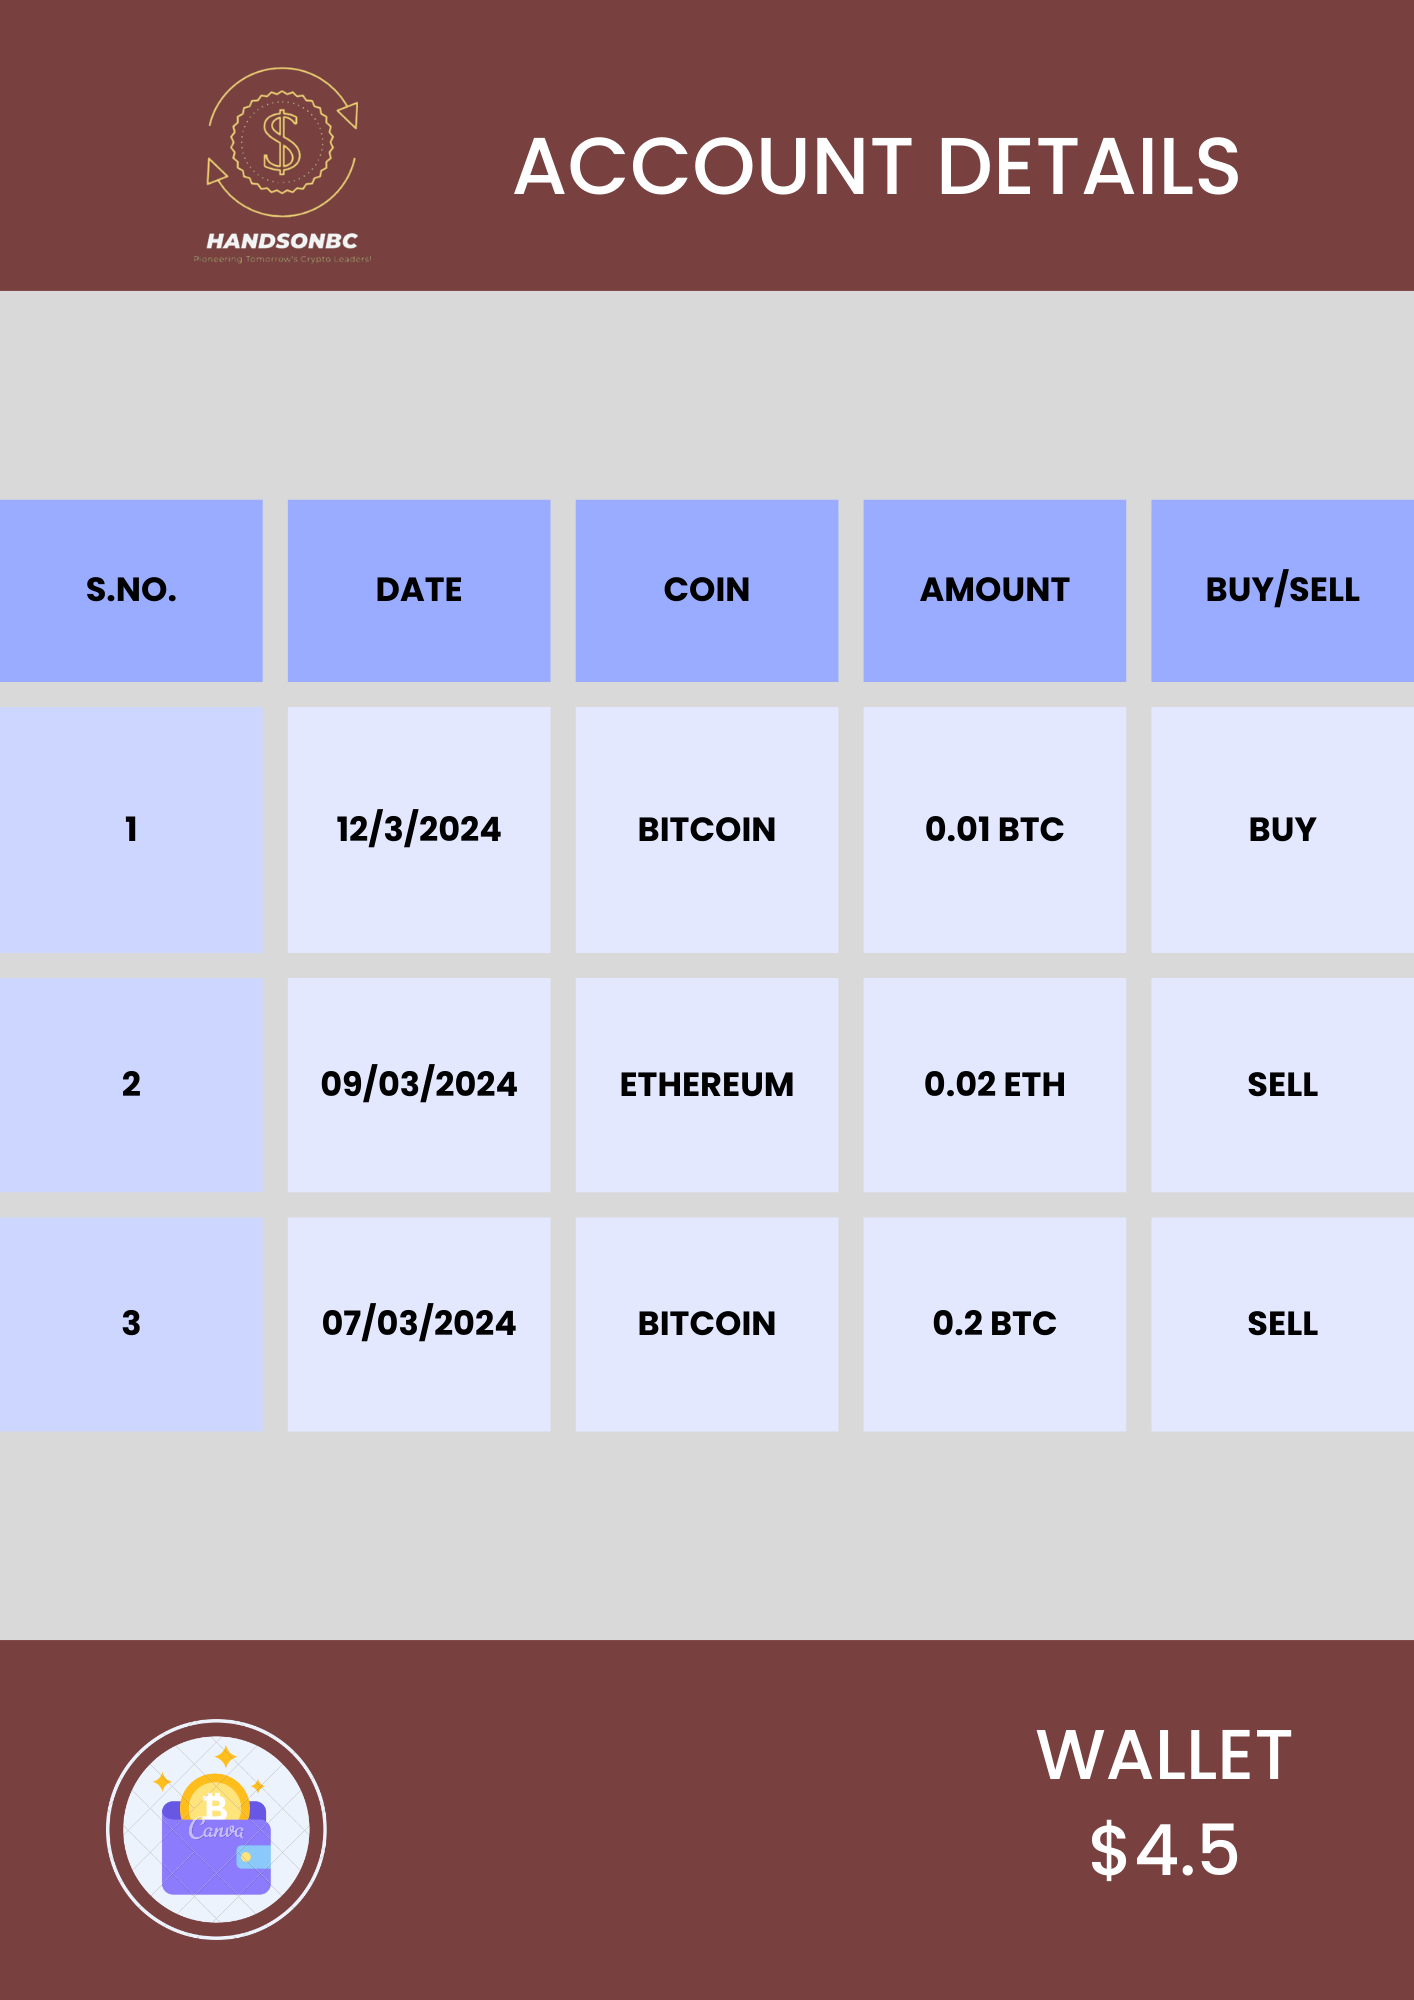 HANDSONBC
Pioneering Tomorrow's Crypto Leaders!
ACCOUNT DETAILS
S.NO. DATE COIN AMOUNT BUY/SELL
1 12/3/2024 BITCOIN 0.01 BTC BUY
2 09/03/2024 ETHEREUM 0.02 ETH SELL
3 07/03/2024 BITCOIN 0.2 BTC SELL
Canva
WALLET
$4.5